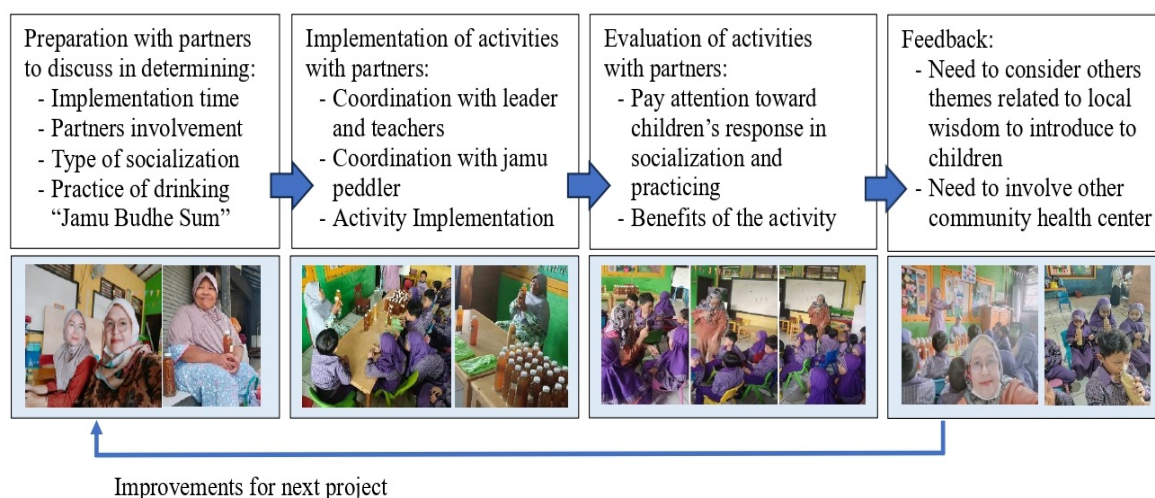 Preparation with partners
to discuss in determining:
- Implementation time
- Partners involvement
- Type of socialization
- Practice of drinking
“Jamu Budhe Sum”
Implementation of activities
with partners:
- Coordination with leader
and teachers
- Coordination with jamu
peddler
- Activity Implementation
Evaluation of activities
with partners:
- Pay attention toward
children’s response in
socialization and
practicing
- Benefits of the activity
Feedback:
- Need to consider others
themes related to local
wisdom to introduce to
children
- Need to involve other
community health center
Improvements for next project